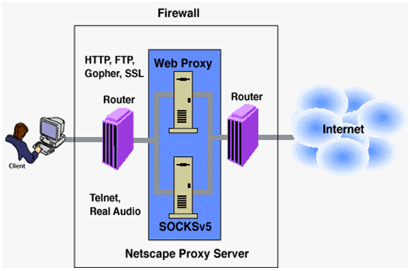 Firewall
HTTP, FTP,
Gopher, SSL
Web Proxy
Router
Router
Internet
Client
Telnet,
Real Audio
SOCKSv5
Netscape Proxy Server